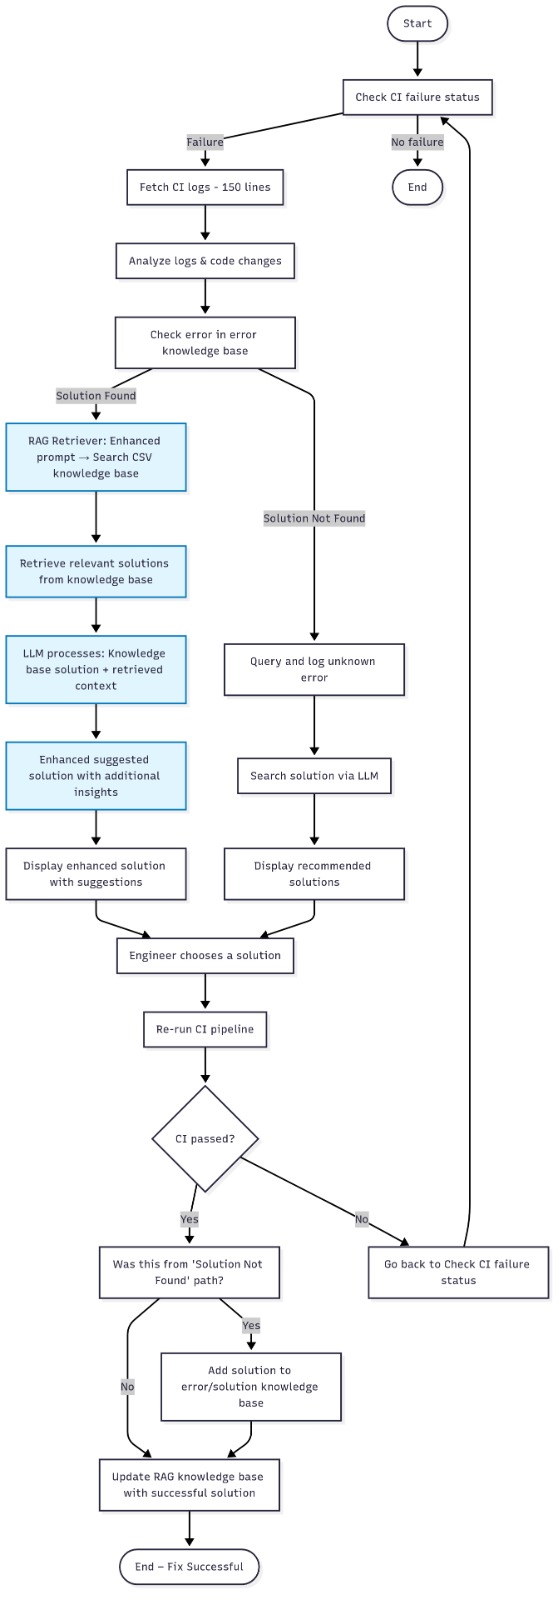 Start
Check CI failure status
Failure
No failure
Fetch CI logs - 150 lines
End
Analyze logs & code changes
Check error in error
knowledge base
Solution Found
RAG Retriever: Enhanced
prompt → Search CSV
knowledge base
Solution Not Found
Retrieve relevant solutions
from knowledge base
LLM processes: Knowledge
base solution + retrieved
context
Query and log unknown
error
Enhanced suggested
solution with additional
insights
Search solution via LLM
Display enhanced solution
with suggestions
Display recommended
solutions
Engineer chooses a solution
Re-run CI pipeline
CI passed?
Yes
No
Was this from 'Solution Not
Found' path?
Go back to Check CI failure
status
Yes
No
Add solution to
error/solution knowledge
base
Update RAG knowledge base
with successful solution
End – Fix Successful